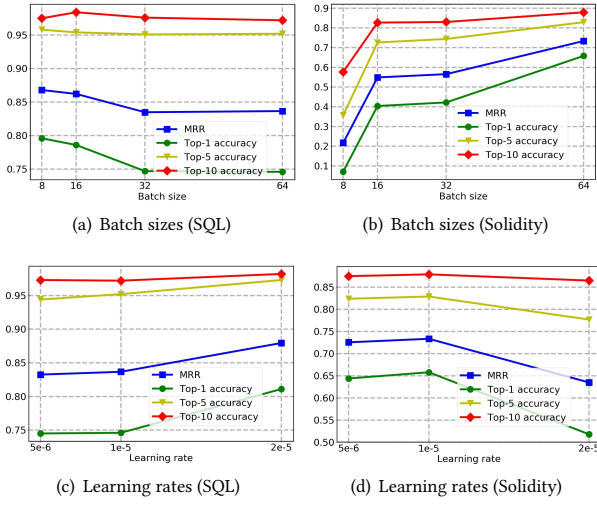 0.95
0.90
0.85
0.80
0.75
MRR
Top-1 accuracy
Top-5 accuracy
Top-10 accuracy
8 16 32 64
Batch size
(a) Batch sizes (SQL)
0.9
0.8
0.7
0.6
0.5
0.4
0.3
0.2
0.1
MRR
Top-1 accuracy
Top-5 accuracy
Top-10 accuracy
8 16 32 64
Batch size
(b) Batch sizes (Solidity)
0.95
0.90
0.85
0.80
0.75
MRR
Top-1 accuracy
Top-5 accuracy
Top-10 accuracy
5e-6 1e-5 2e-5
Learning rate
(c) Learning rates (SQL)
0.85
0.80
0.75
0.70
0.65
0.60
0.55
0.50
MRR
Top-1 accuracy
Top-5 accuracy
Top-10 accuracy
5e-6 1e-5 2e-5
Learning rate
(d) Learning rates (Solidity)